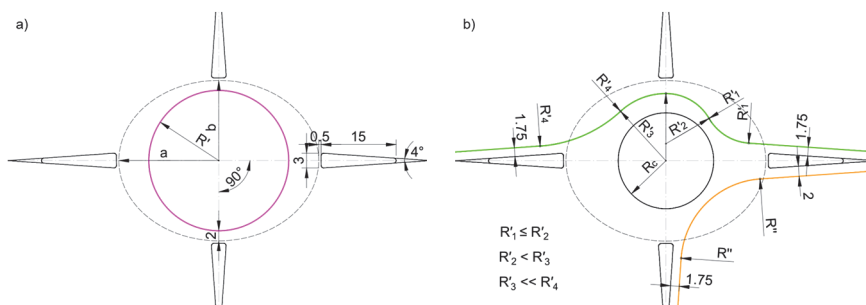 a)
R'
b
a
90°
0.5
15
3
4°
2
b)
1.75
R'₄
R'₄
R'₃
R'₂
R'₁
R'₁
R𝒸
1.75
2
R''
R''
1.75
R'₁ ≤ R'₂
R'₂ < R'₃
R'₃ << R'₄